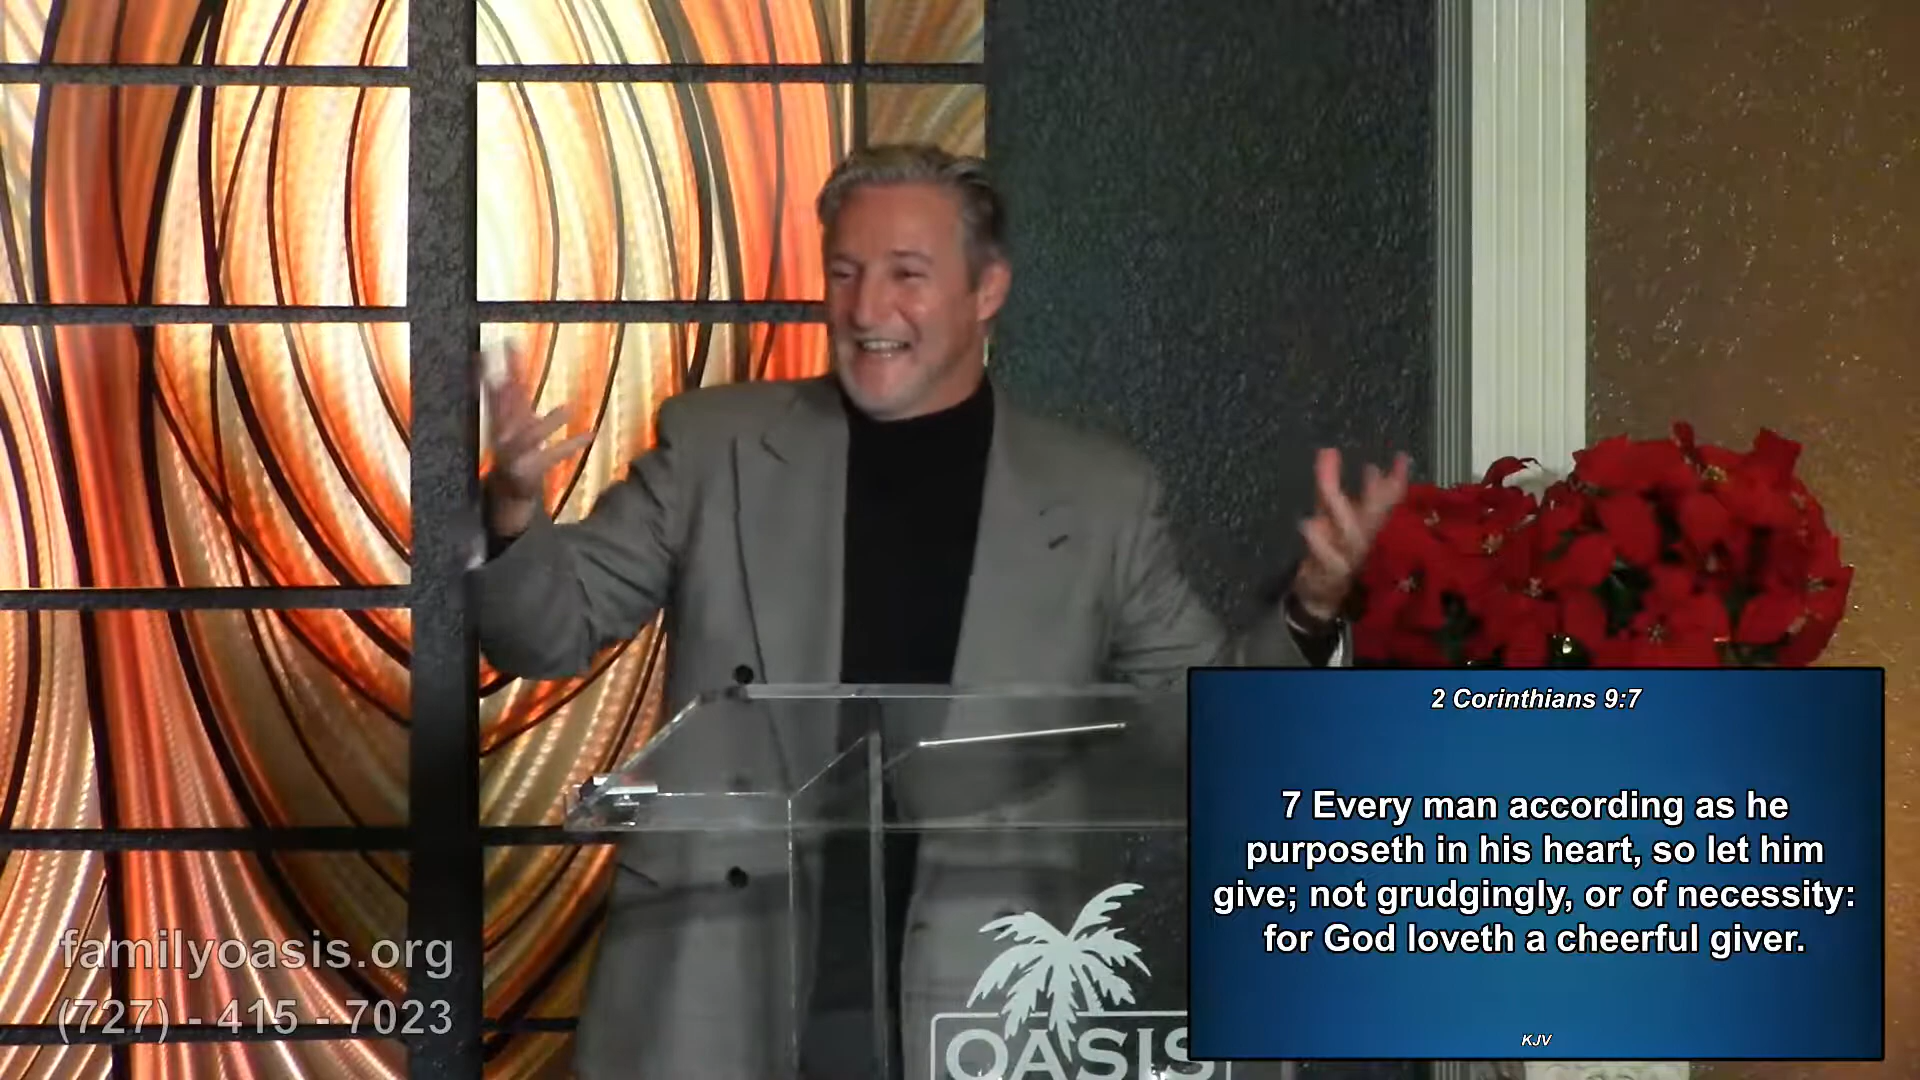 2 Corinthians 9:7
7 Every man according as he
purposeth in his heart, so let him
give; not grudgingly, or of necessity:
for God loveth a cheerful giver.
KJV
familyoasis.org
(727) - 415 - 7023
OASIS